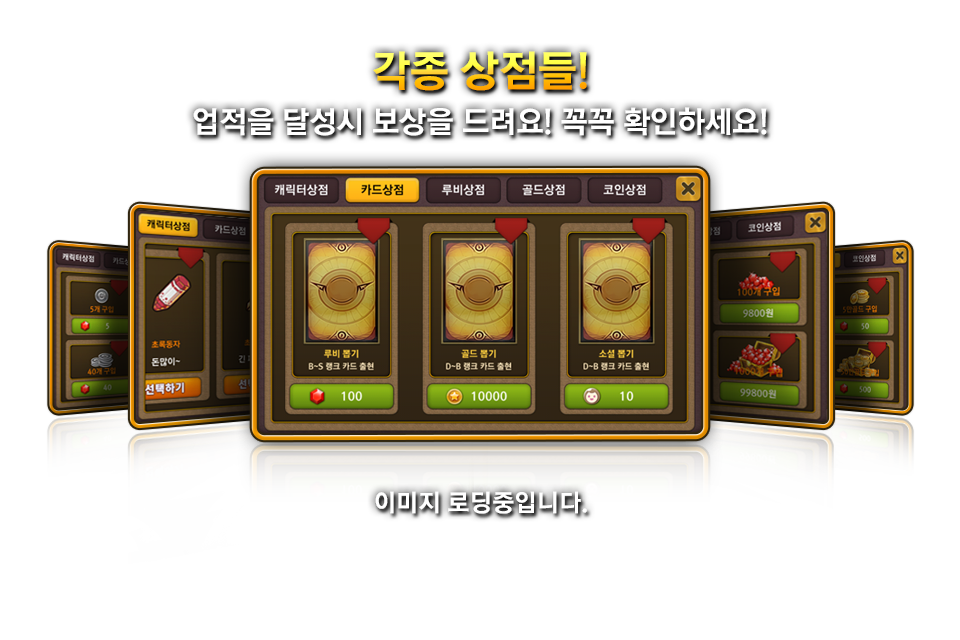 각종 상점들!
업적을 달성시 보상을 드려요! 꼭꼭 확인하세요!
캐릭터상점 카드상점 루비상점 골드상점 코인상점
루비 뽑기 골드 뽑기 소셜 뽑기
B~S 랭크 카드 출현 D~B 랭크 카드 출현 D~B 랭크 카드 출현
100 10000 10
캐릭터상점 카드상점
초록동자
돈많이~
선택하기
캐릭터상점
5개 구입
5
40개 구입
40
코인상점
100개 구입
9800원
99800원
코인상점
1만골드 구입
50
500
이미지 로딩중입니다.